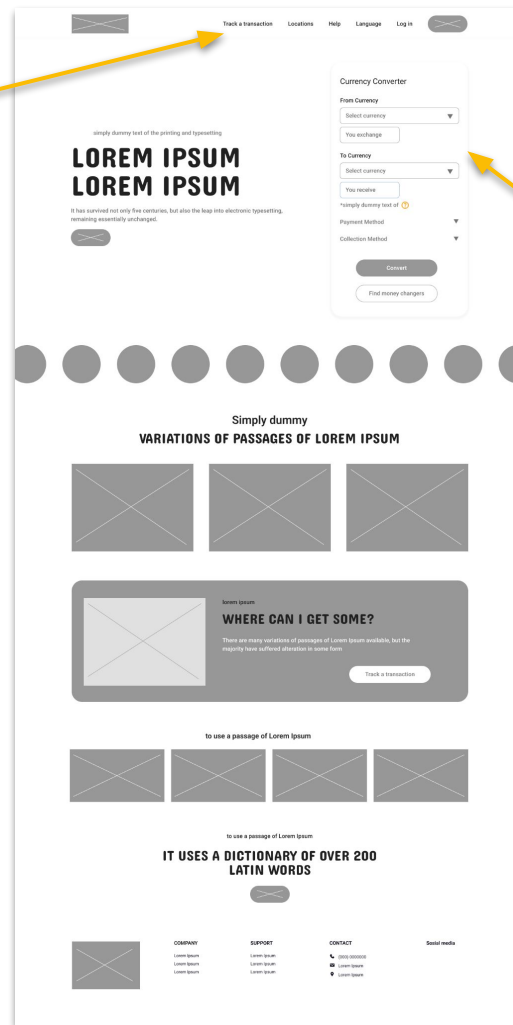 Track a transaction Locations Help Language Log in
Currency Converter
From Currency
Select currency
You exchange
To Currency
Select currency
You receive
*simply dummy text of ?
Payment Method
Collection Method
Convert
Find money changers
simply dummy text of the printing and typesetting
LOREM IPSUM
LOREM IPSUM
It has survived not only five centuries, but also the leap into electronic typesetting,
remaining essentially unchanged.
Simply dummy
VARIATIONS OF PASSAGES OF LOREM IPSUM
lorem ipsum
WHERE CAN I GET SOME?
There are many variations of passages of Lorem Ipsum available, but the
majority have suffered alteration in some form
Track a transaction
to use a passage of Lorem Ipsum
to use a passage of Lorem Ipsum
IT USES A DICTIONARY OF OVER 200
LATIN WORDS
COMPANY
Lorem Ipsum
Lorem Ipsum
Lorem Ipsum
SUPPORT
Lorem Ipsum
Lorem Ipsum
Lorem Ipsum
CONTACT
(000) 0000000
Lorem Ipsum
Lorem Ipsum
Sosial media